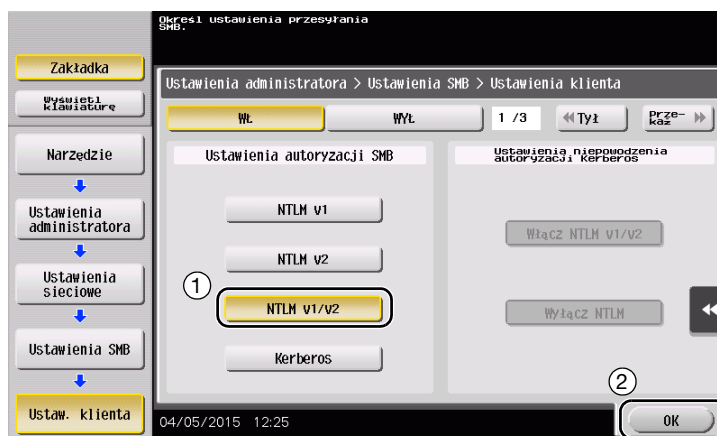 Określ ustawienia przesyłania
SMB.
Zakładka
Wyświetl
klawiaturę
Narzędzie
Ustawienia
administratora
Ustawienia
sieciowe
Ustawienia SMB
Ustaw. klienta
Ustawienia administratora > Ustawienia SMB > Ustawienia klienta
WŁ
WYŁ
1 /3
Tył
Prze-
każ
Ustawienia autoryzacji SMB
NTLM v1
NTLM v2
1
NTLM v1/v2
Kerberos
Ustawienia niepowodzenia
autoryzacji Kerberos
Włącz NTLM v1/v2
Wyłącz NTLM
2
OK
04/05/2015 12:25